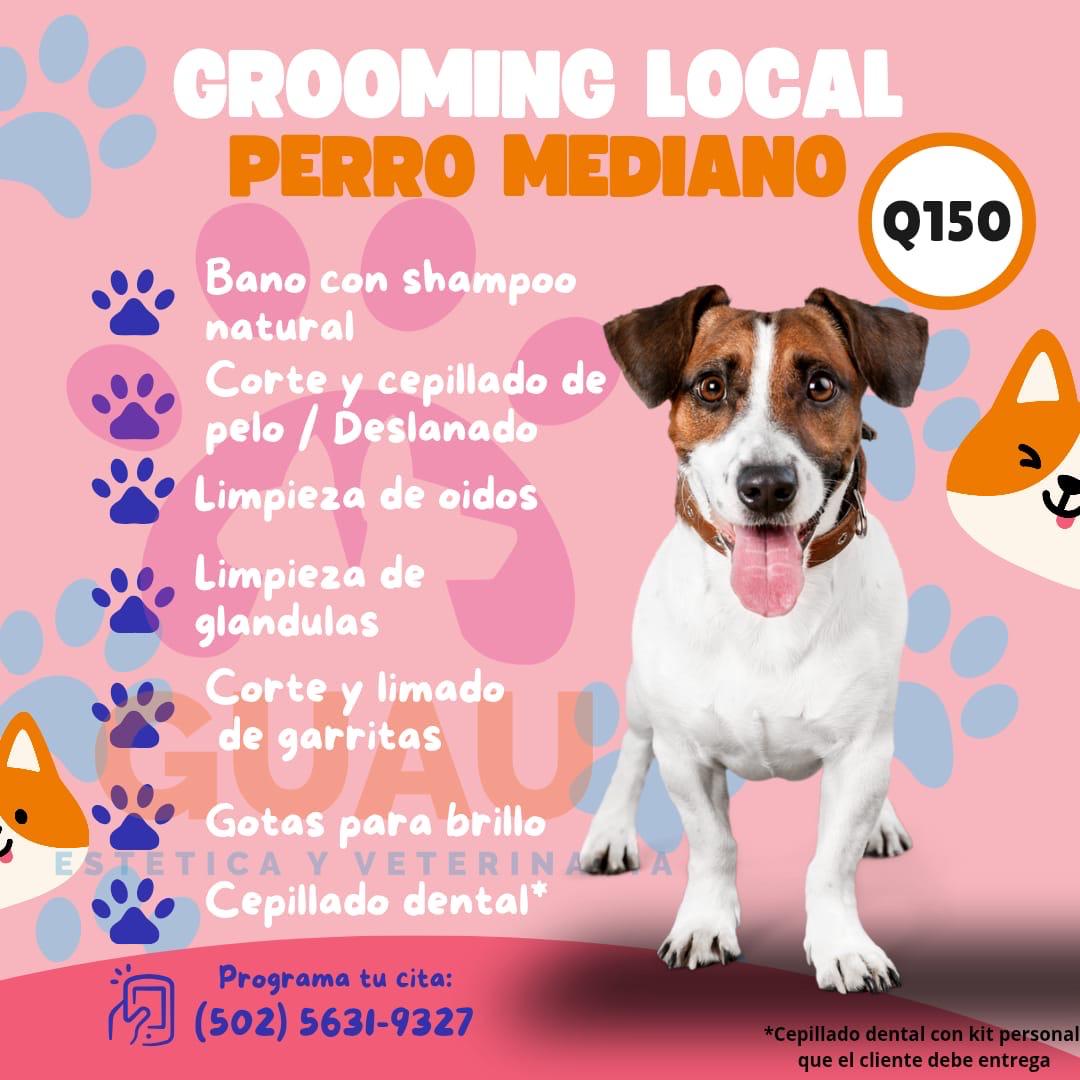 GROOMING LOCAL
PERRO MEDIANO
Q150
Bano con shampoo
natural
Corte y cepillado de
pelo / Deslanado
Limpieza de oidos
Limpieza de
glandulas
Corte y limado
de garritas
GUAU
Gotas para brillo
ESTETICA Y VETERINARIA
Cepillado dental*
Programa tu cita:
(502) 5631-9327
*Cepillado dental con kit personal
que el cliente debe entrega